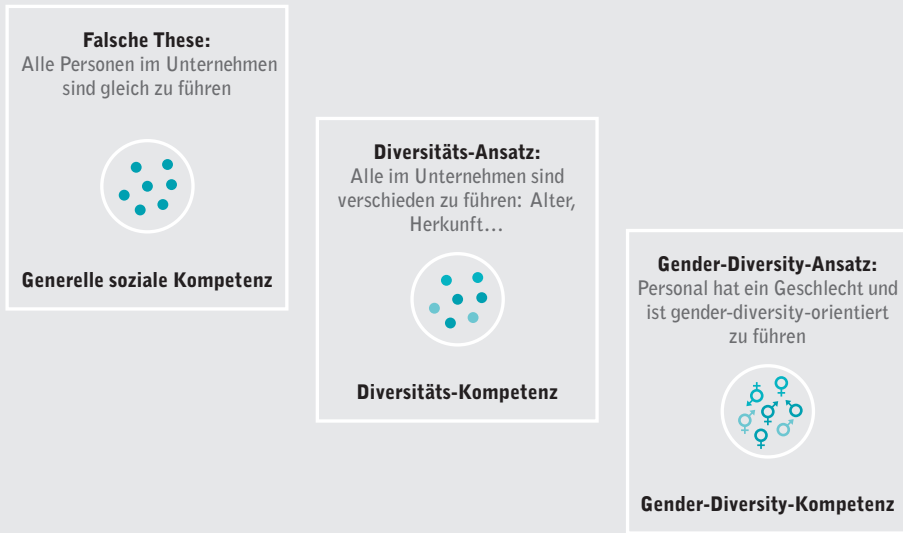 Falsche These:
Alle Personen im Unternehmen
sind gleich zu führen
Generelle soziale Kompetenz
Diversitäts-Ansatz:
Alle im Unternehmen sind
verschieden zu führen: Alter,
Herkunft...
Diversitäts-Kompetenz
Gender-Diversity-Ansatz:
Personal hat ein Geschlecht und
ist gender-diversity-orientiert
zu führen
Gender-Diversity-Kompetenz